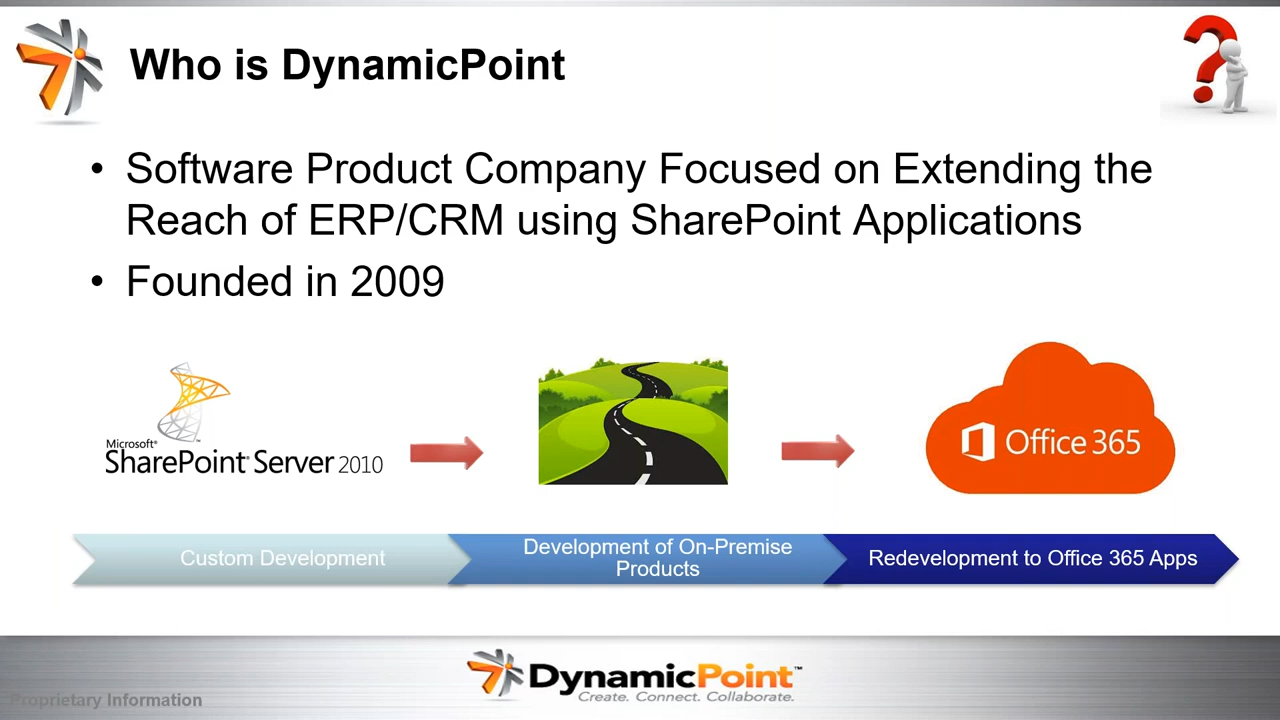 Who is DynamicPoint
• Software Product Company Focused on Extending the
Reach of ERP/CRM using SharePoint Applications
• Founded in 2009
Microsoft®
SharePoint® Server 2010
Office 365
Custom Development
Development of On-Premise
Products
Redevelopment to Office 365 Apps
DynamicPoint™
Create. Connect. Collaborate.
Proprietary Information